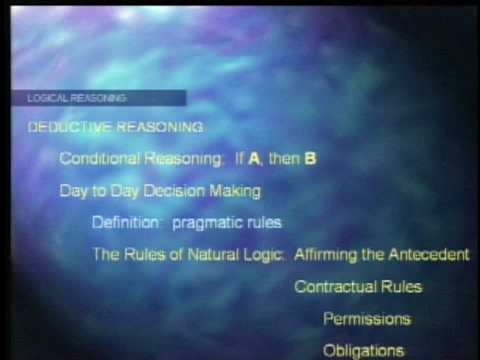 LOGICAL REASONING
DEDUCTIVE REASONING
Conditional Reasoning: If A, then B
Day to Day Decision Making
Definition: pragmatic rules
The Rules of Natural Logic: Affirming the Antecedent
Contractual Rules
Permissions
Obligations